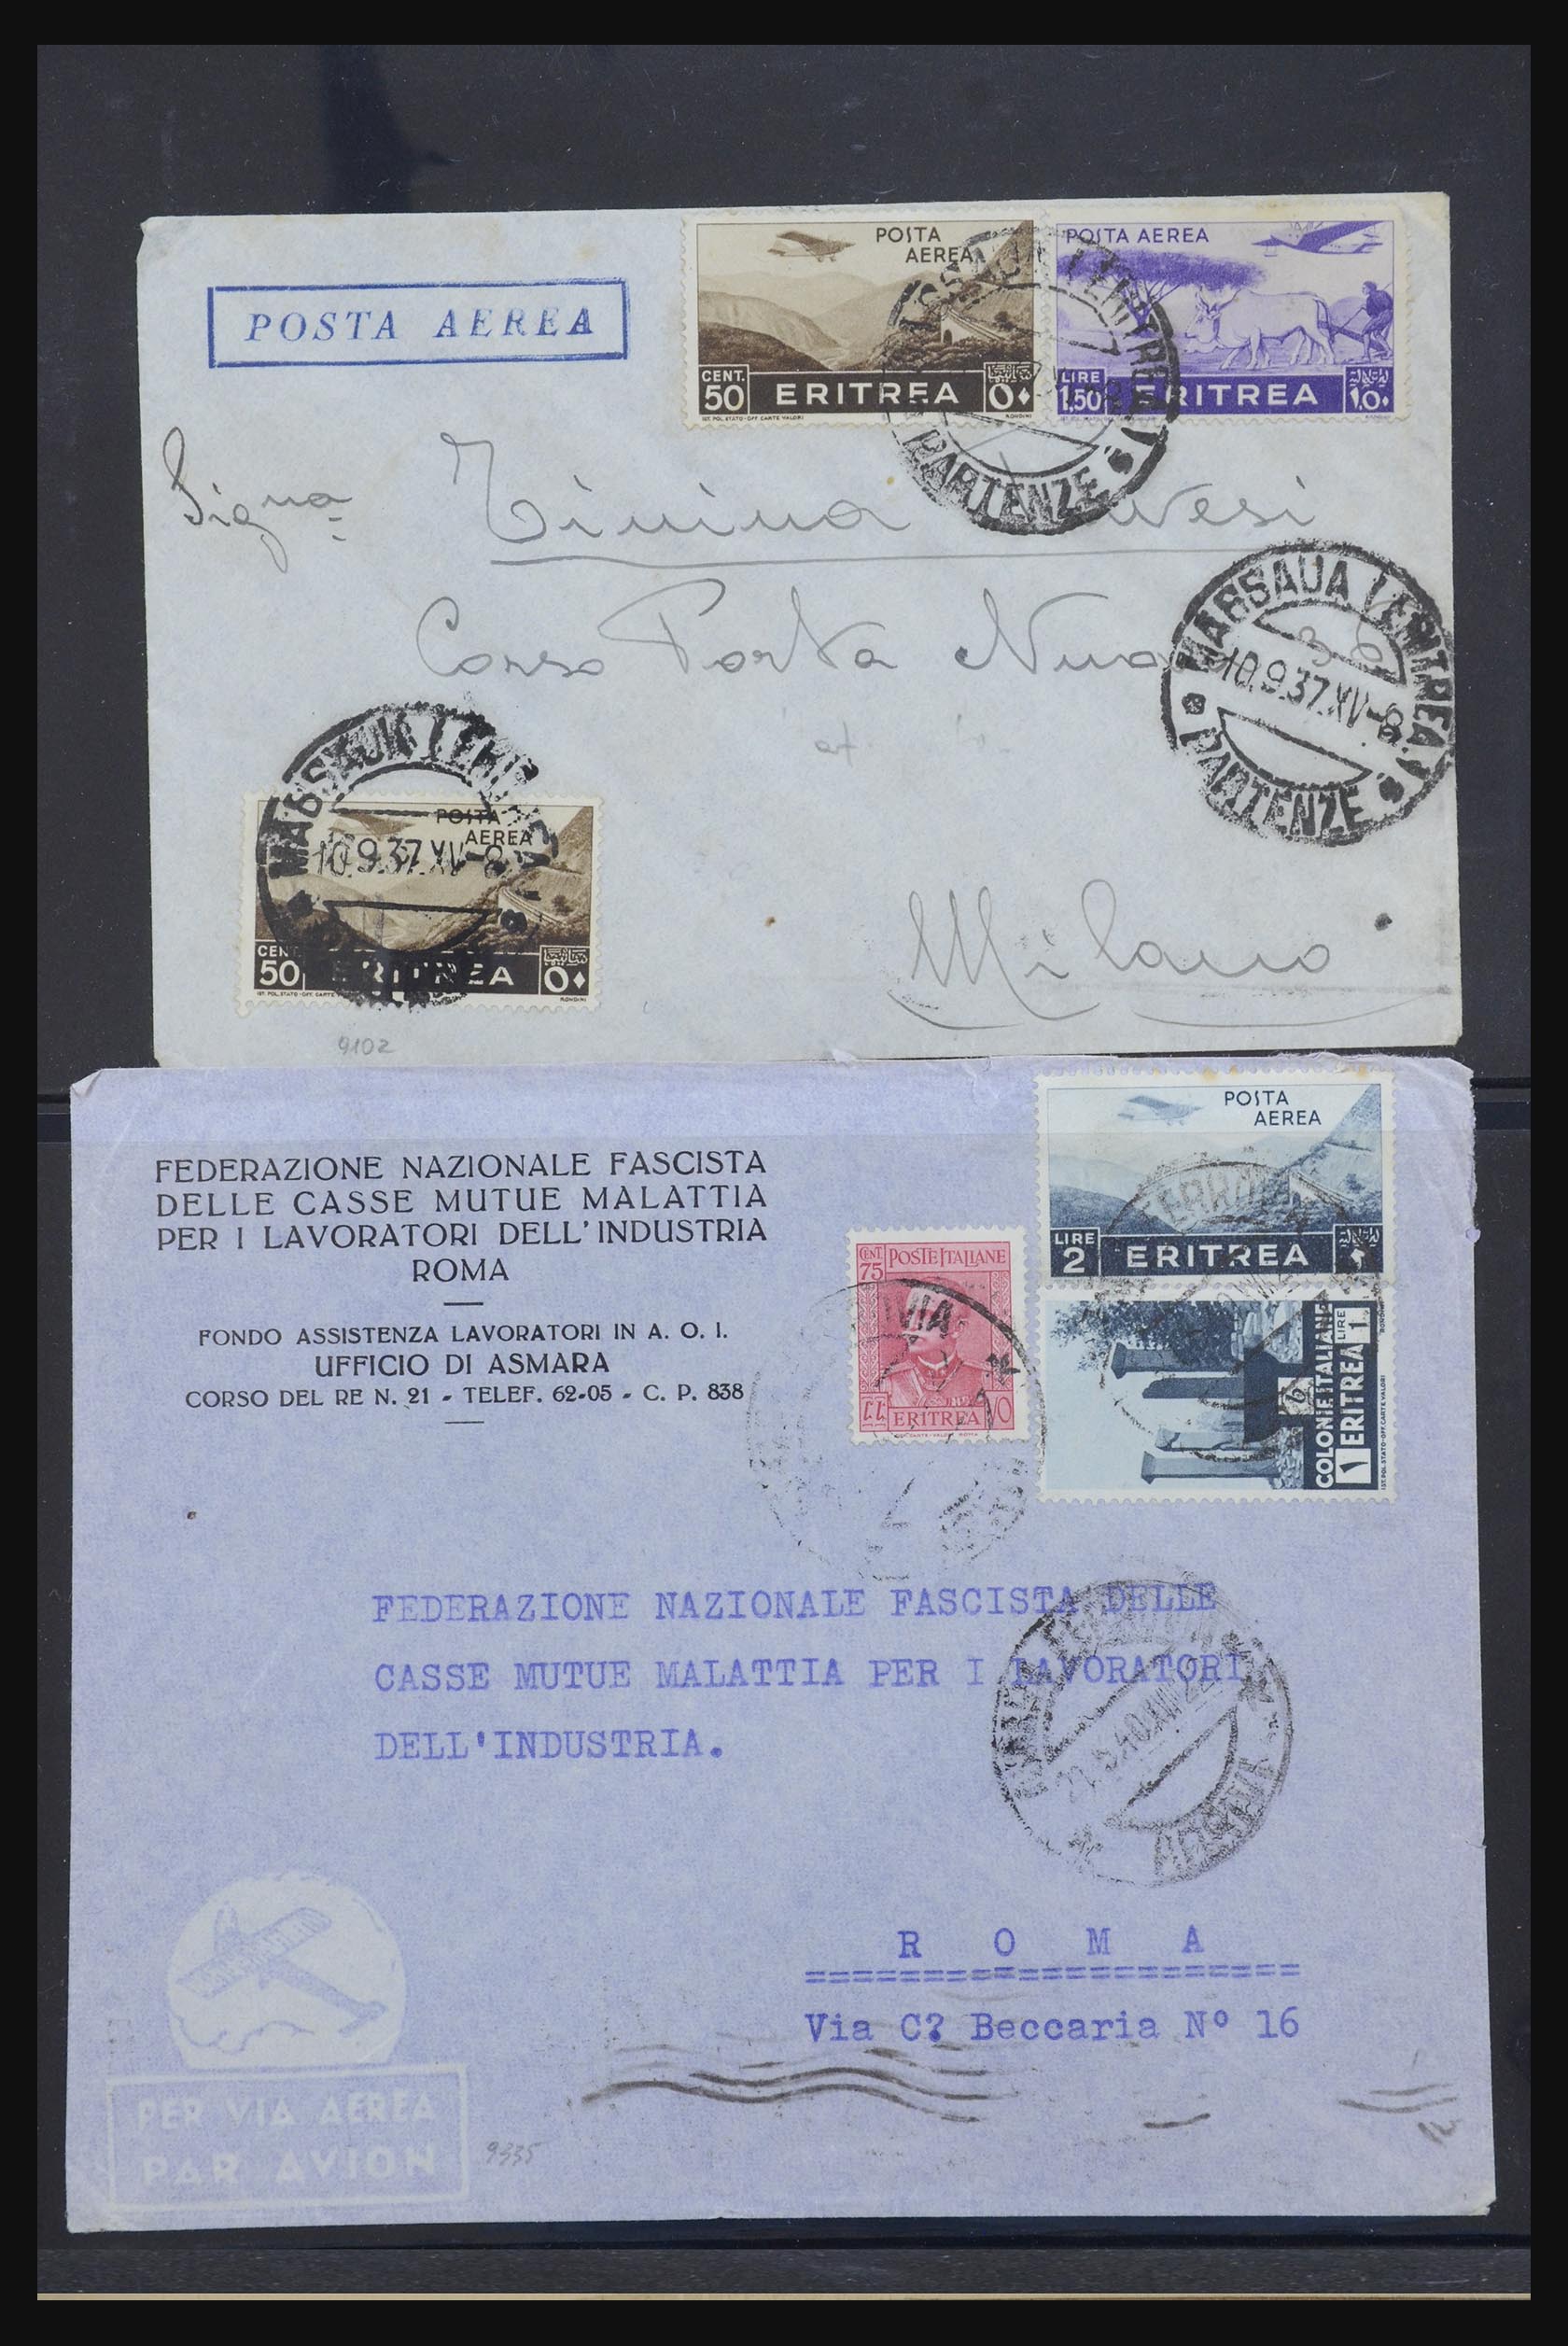 POSTA AEREA
POSTA
AEREA
CENT.
50
ERITREA
POSTA AEREA
LIRE
1,50
ERITREA
PARTENZE
Sigra
Corso Porta Nuova
36
MASSAUA (ERITREA)
10.9.37.XV-8
PARTENZE
POSTA
AEREA
10.9.37.XV-8
50
ERITREA
Milano
9102
FEDERAZIONE NAZIONALE FASCISTA
DELLE CASSE MUTUE MALATTIA
PER I LAVORATORI DELL'INDUSTRIA
ROMA
FONDO ASSISTENZA LAVORATORI IN A. O. I.
UFFICIO DI ASMARA
CORSO DEL RE N. 21 - TELEF. 62-05 - C. P. 838
POSTA
AEREA
LIRE
2
ERITREA
CENT.
75
POSTE ITALIANE
ERITREA
COLONIE ITALIANE
1 ERITREA LIRE 1.
FEDERAZIONE NAZIONALE FASCISTA DELLE
CASSE MUTUE MALATTIA PER I LAVORATORI
DELL'INDUSTRIA.
R O M A
=====================
Via C? Beccaria N° 16
PER VIA AEREA
PAR AVION
9335